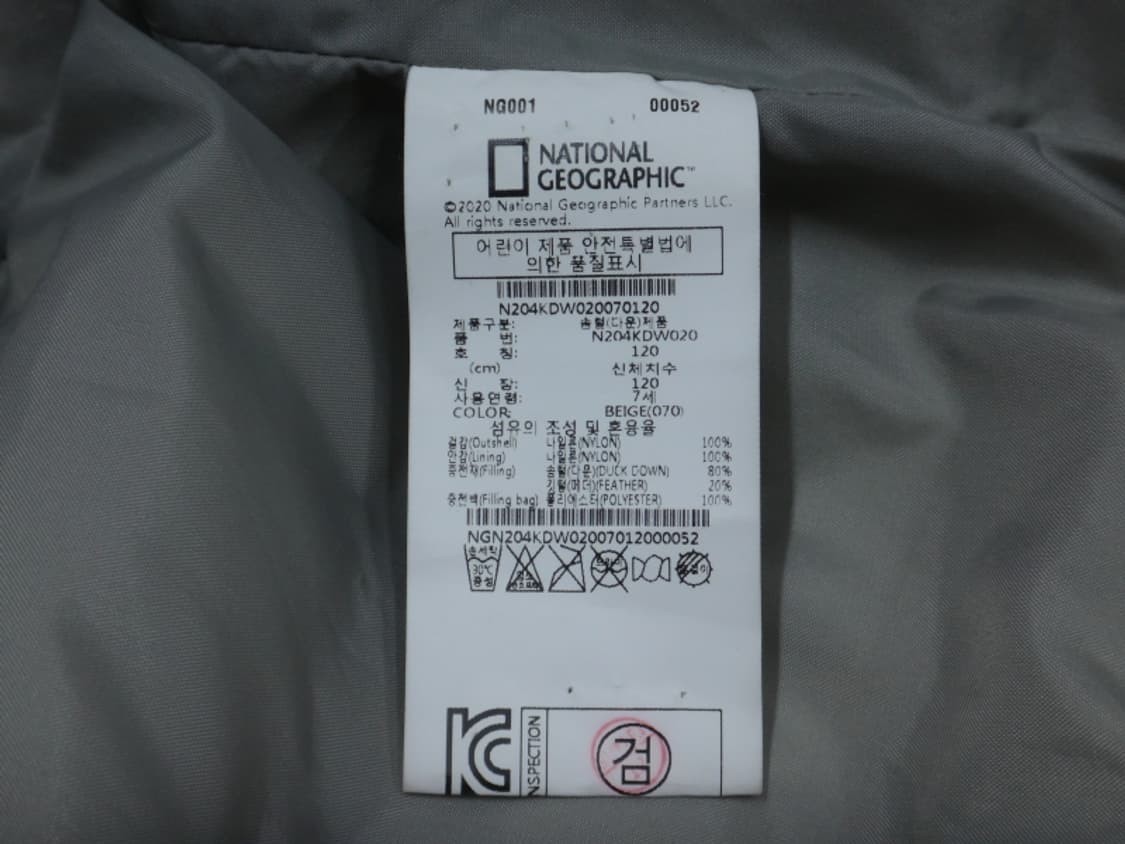 NG001 00052
NATIONAL
GEOGRAPHIC™
©2020 National Geographic Partners LLC.
All rights reserved.
어린이 제품 안전특별법에
의한 품질표시
N204KDW020070120
제품구분: 솜털(다운)제품
품 번: N204KDW020
호 칭: 120
(cm) 신체치수
신 장: 120
사용연령: 7세
COLOR: BEIGE(070)
섬유의 조성 및 혼용율
겉감(Outshell) 나일론(NYLON) 100%
안감(Lining) 나일론(NYLON) 100%
충전재(Filling) 솜털(다운)(DUCK DOWN) 80%
깃털(페더)(FEATHER) 20%
충전백(Filling bag) 폴리에스터(POLYESTER) 100%
NGN204KDW02007012000052
손세탁
30℃
중성
KC
INSPECTION
검